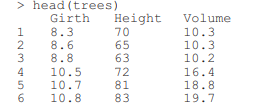 > head(trees)
Girth Height Volume
1 8.3 70 10.3
2 8.6 65 10.3
3 8.8 63 10.2
4 10.5 72 16.4
5 10.7 81 18.8
6 10.8 83 19.7